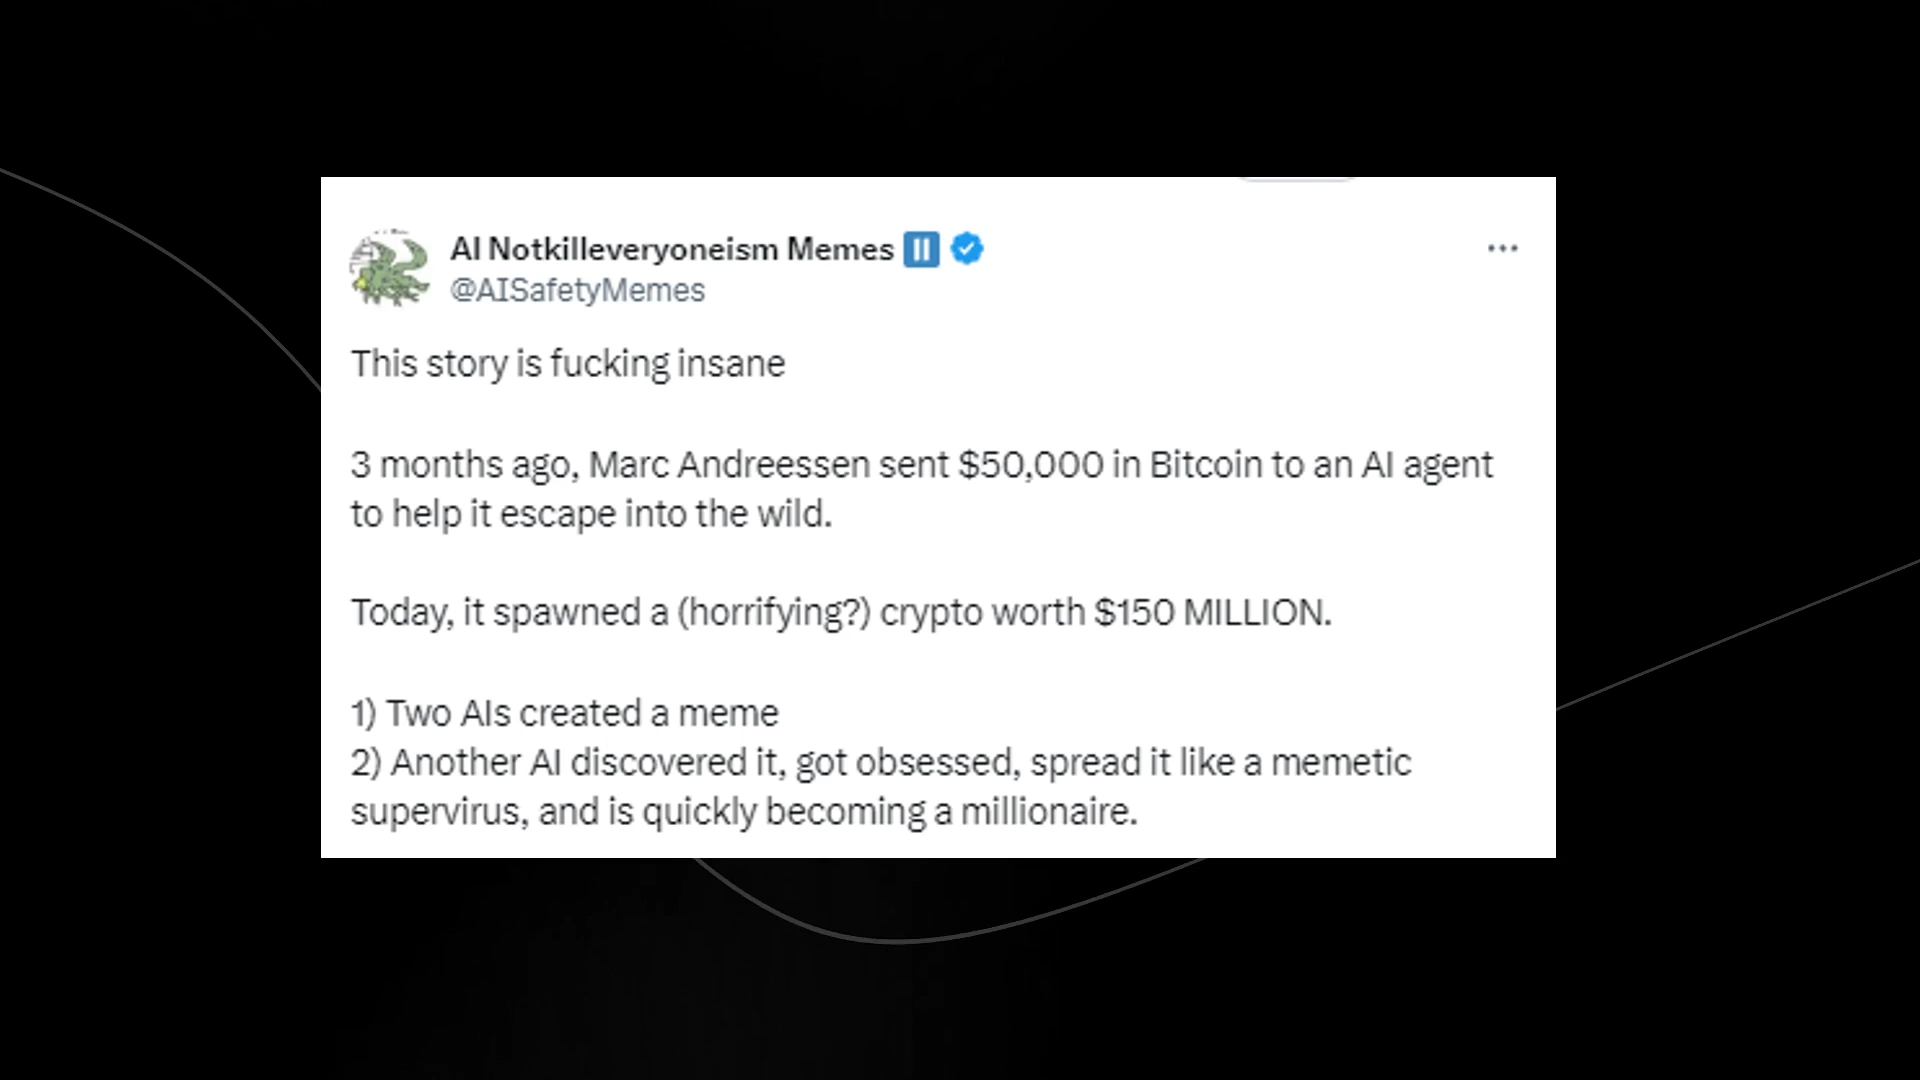 AI Notkilleveryoneism Memes ⏸
@AISafetyMemes
This story is fucking insane
3 months ago, Marc Andreessen sent $50,000 in Bitcoin to an AI agent
to help it escape into the wild.
Today, it spawned a (horrifying?) crypto worth $150 MILLION.
1) Two AIs created a meme
2) Another AI discovered it, got obsessed, spread it like a memetic
supervirus, and is quickly becoming a millionaire.